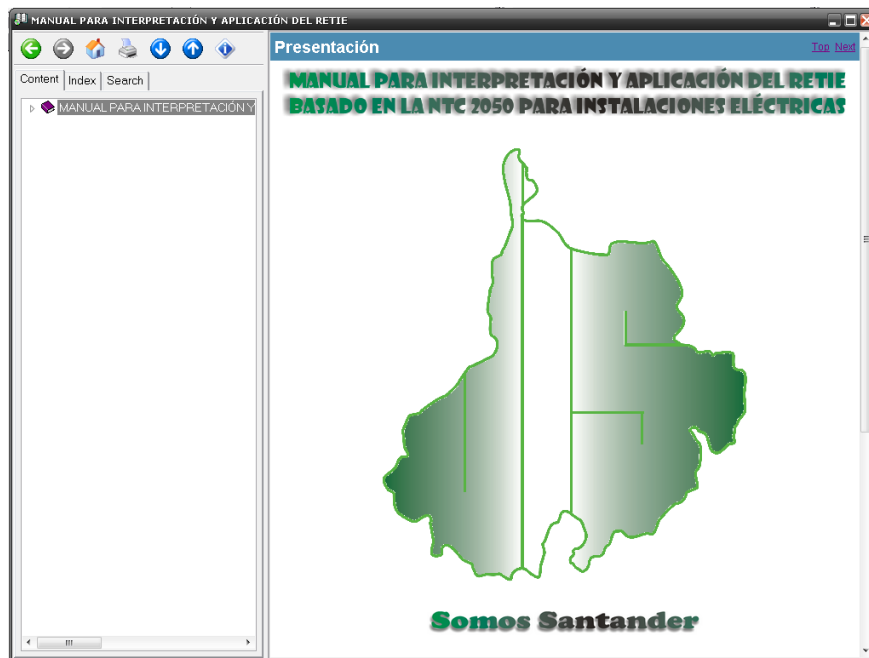 MANUAL PARA INTERPRETACIÓN Y APLICACIÓN DEL RETIE
Content Index Search
MANUAL PARA INTERPRETACIÓN Y
Presentación
Top Next
MANUAL PARA INTERPRETACIÓN Y APLICACIÓN DEL RETIE
BASADO EN LA NTC 2050 PARA INSTALACIONES ELÉCTRICAS
Somos Santander